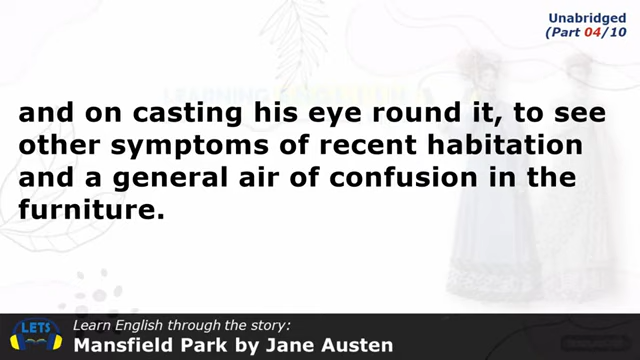 Unabridged
(Part 04/10
and on casting his eye round it, to see
other symptoms of recent habitation
and a general air of confusion in the
furniture.
LETS
Learn English through the story:
Mansfield Park by Jane Austen